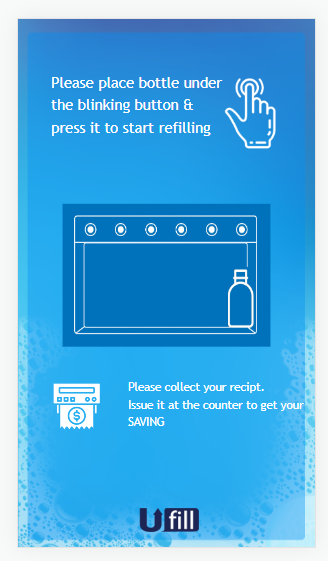 Please place bottle under
the blinking button &
press it to start refilling
$
Please collect your recipt.
Issue it at the counter to get your
SAVING
Ufill